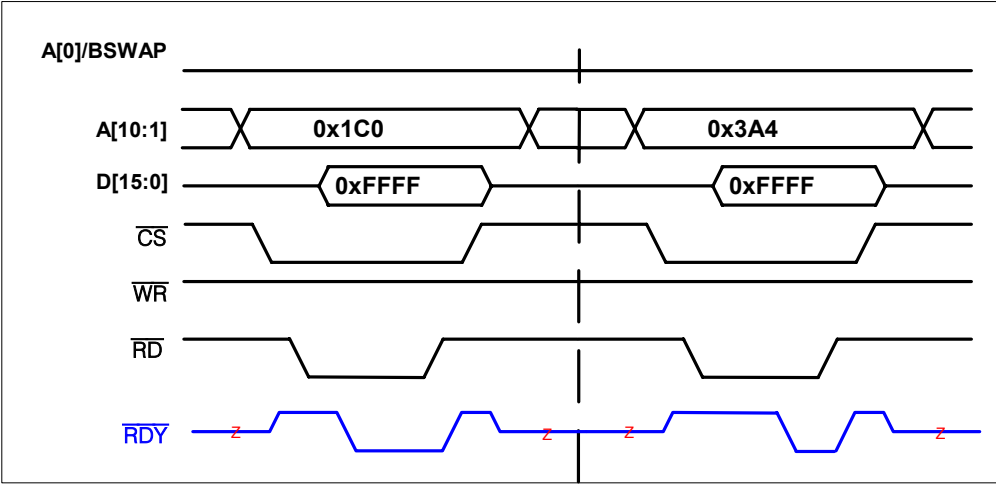 A[0]/BSWAP
A[10:1] 0x1C0 0x3A4
D[15:0] 0xFFFF 0xFFFF
CS
WR
RD
RDY Z Z Z Z